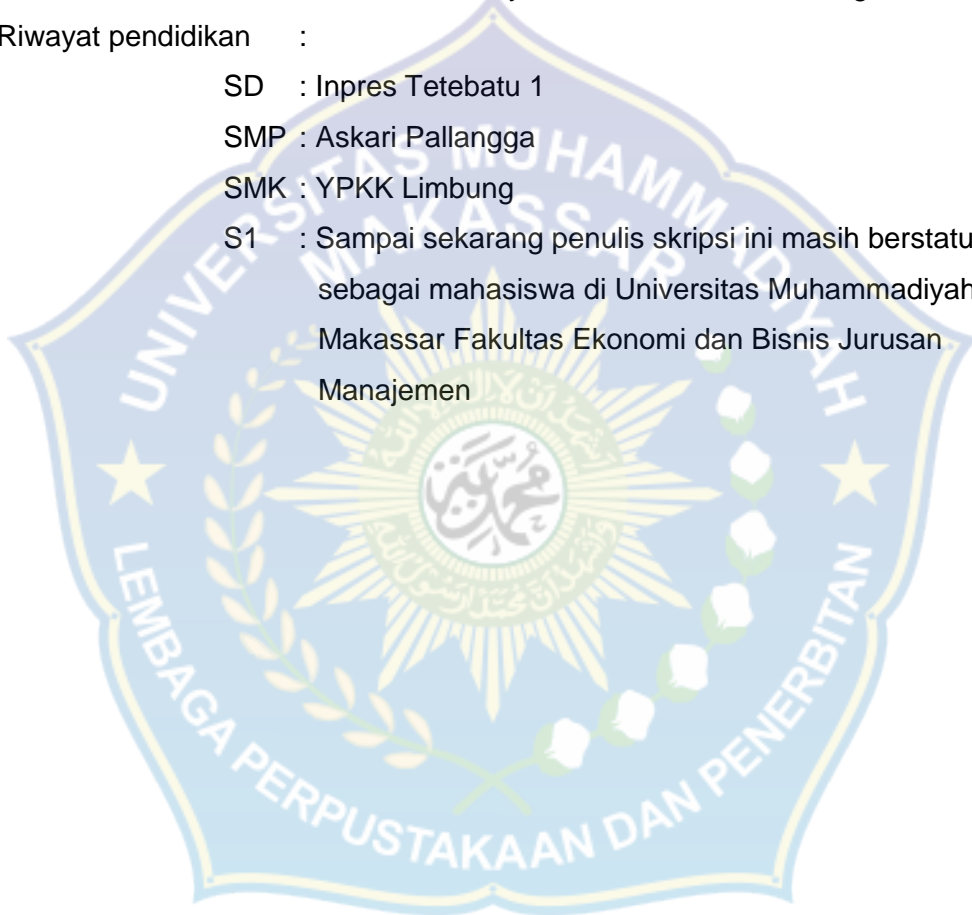 Riwayat pendidikan :
SD : Inpres Tetebatu 1
SMP : Askari Pallangga
SMK : YPKK Limbung
S1 : Sampai sekarang penulis skripsi ini masih berstatu
sebagai mahasiswa di Universitas Muhammadiyah
Makassar Fakultas Ekonomi dan Bisnis Jurusan
Manajemen
UNIVERSITAS MUHAMMADIYAH
MAKASSAR
LEMBAGA PERPUSTAKAAN DAN PENERBITAN